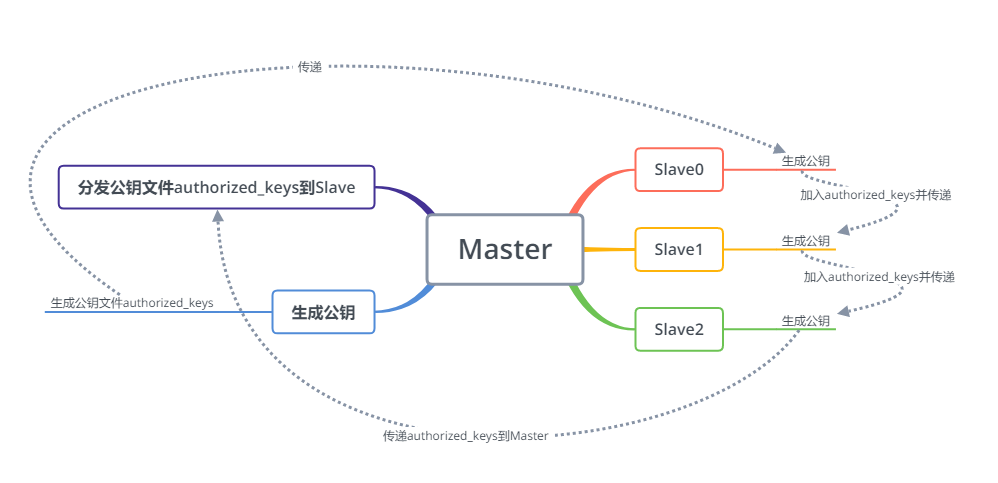 传递
分发公钥文件authorized_keys到Slave
Master
生成公钥文件authorized_keys
生成公钥
Slave0
生成公钥
加入authorized_keys并传递
Slave1
生成公钥
加入authorized_keys并传递
Slave2
生成公钥
传递authorized_keys到Master